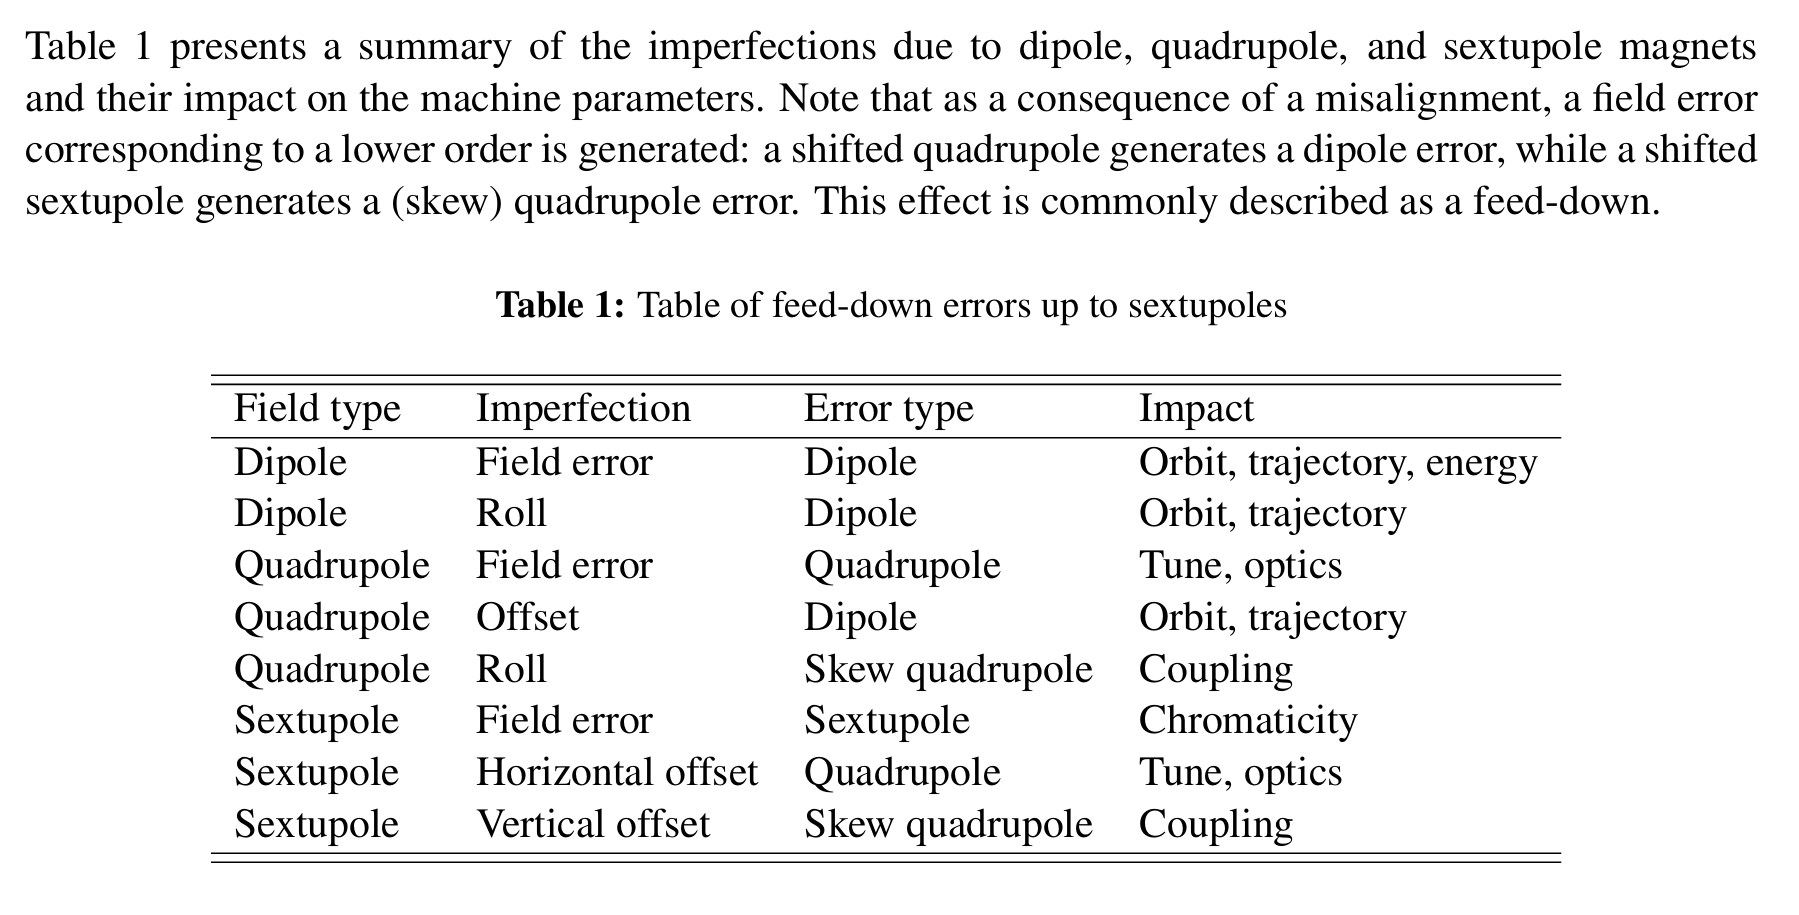 Table 1 presents a summary of the imperfections due to dipole, quadrupole, and sextupole magnets
and their impact on the machine parameters. Note that as a consequence of a misalignment, a field error
corresponding to a lower order is generated: a shifted quadrupole generates a dipole error, while a shifted
sextupole generates a (skew) quadrupole error. This effect is commonly described as a feed-down.
Table 1: Table of feed-down errors up to sextupoles
Field type Imperfection Error type Impact
Dipole Field error Dipole Orbit, trajectory, energy
Dipole Roll Dipole Orbit, trajectory
Quadrupole Field error Quadrupole Tune, optics
Quadrupole Offset Dipole Orbit, trajectory
Quadrupole Roll Skew quadrupole Coupling
Sextupole Field error Sextupole Chromaticity
Sextupole Horizontal offset Quadrupole Tune, optics
Sextupole Vertical offset Skew quadrupole Coupling